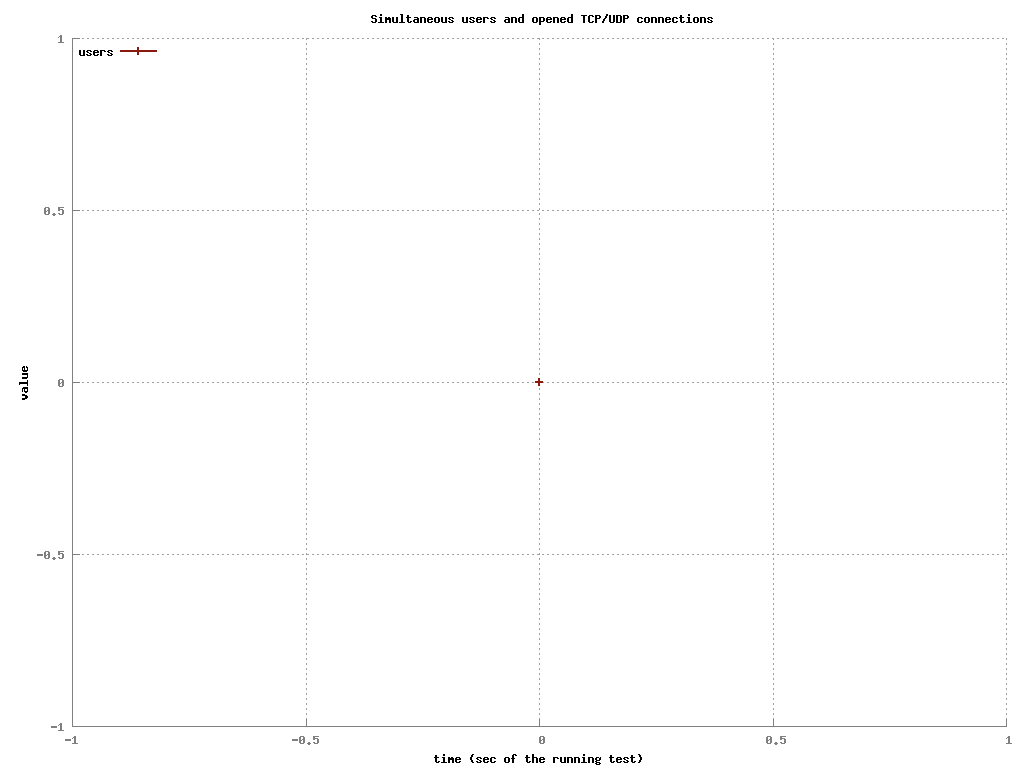 Simultaneous users and opened TCP/UDP connections
1
users
0.5
value
0
-0.5
-1
-1 -0.5 0 0.5 1
time (sec of the running test)